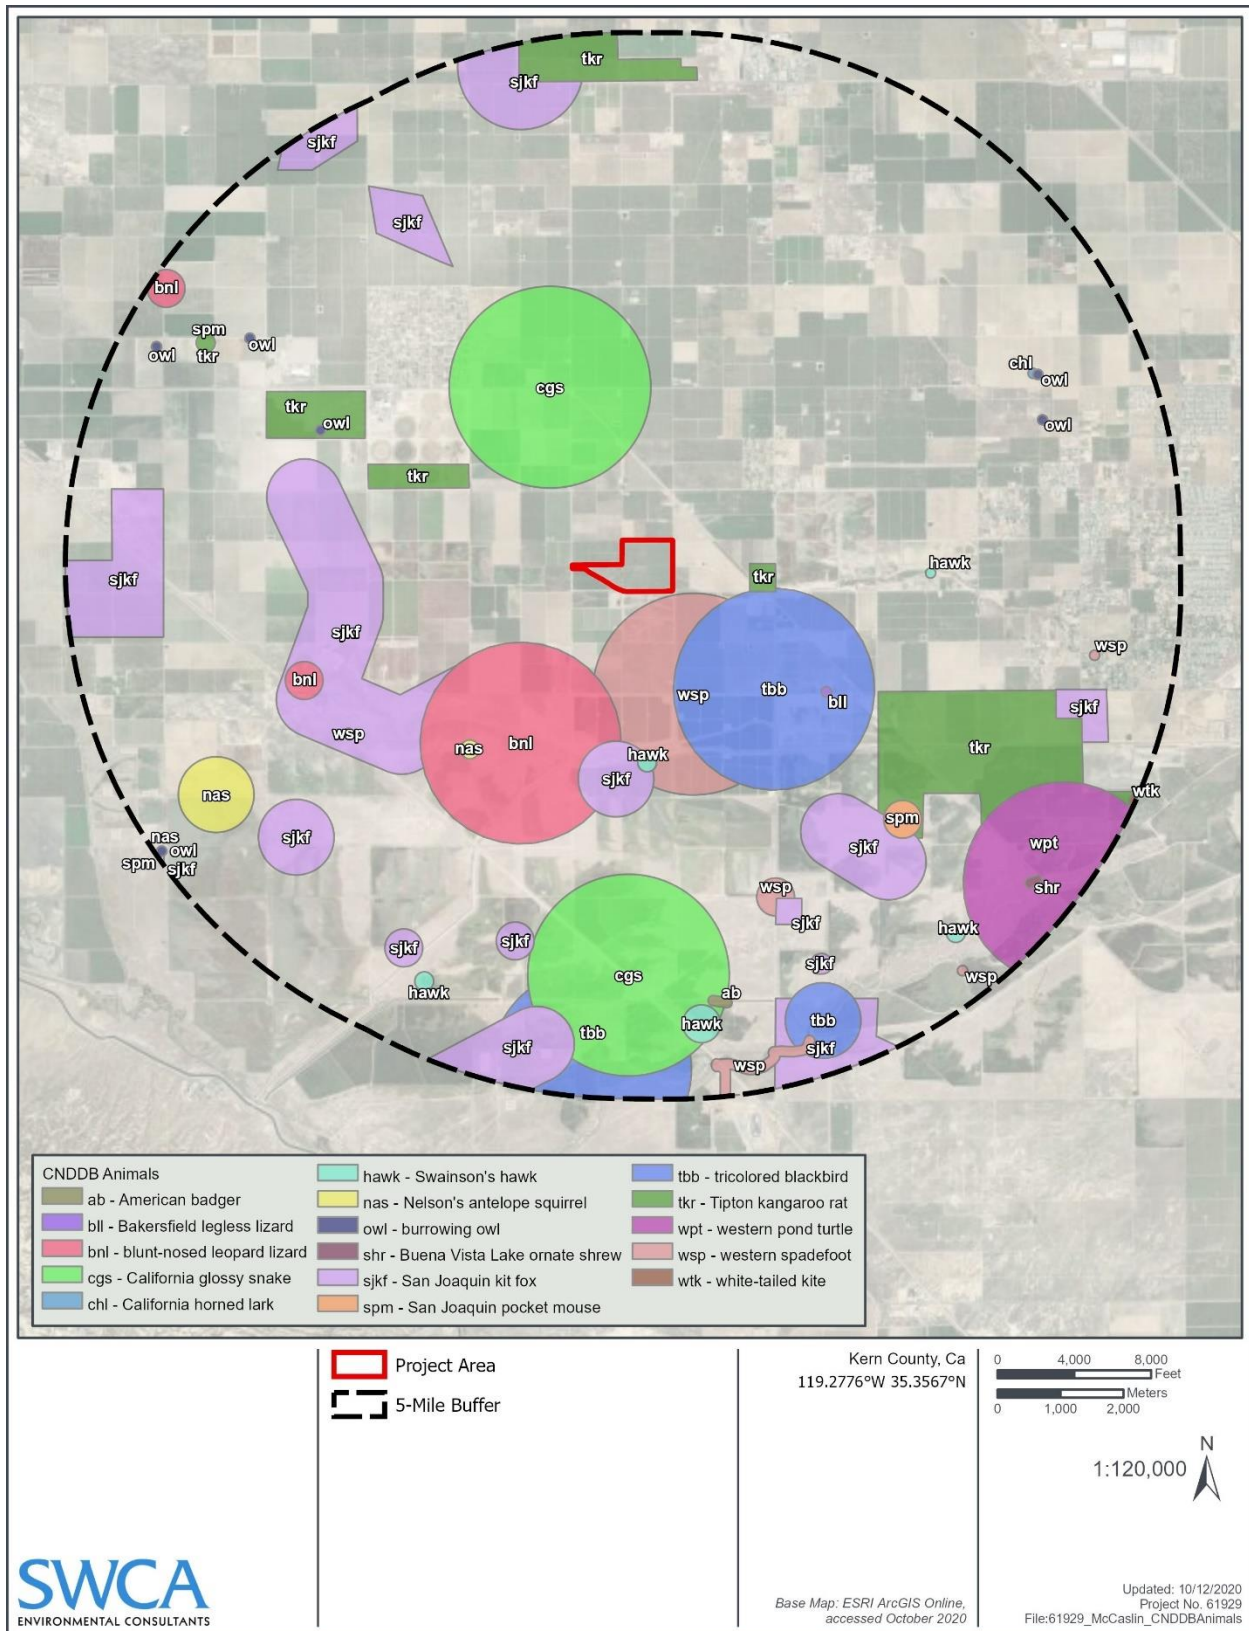 tkr
sjkf
sjkf
sjkf
bnl
spm
owl
owl
tkr
cgs
chl
owl
tkr
owl
owl
tkr
hawk
sjkf
tkr
sjkf
wsp
bnl
wsp
tbb
bll
sjkf
wsp
nas
bnl
hawk
tkr
sjkf
nas
wtk
spm
sjkf
sjkf
wpt
nas
owl
spm
sjkf
wsp
shr
sjkf
sjkf
sjkf
hawk
sjkf
wsp
cgs
hawk
ab
hawk
tbb
tbb
sjkf
sjkf
wsp
CNDDB Animals
ab - American badger
bll - Bakersfield legless lizard
bnl - blunt-nosed leopard lizard
cgs - California glossy snake
chl - California horned lark
hawk - Swainson's hawk
nas - Nelson's antelope squirrel
owl - burrowing owl
shr - Buena Vista Lake ornate shrew
sjkf - San Joaquin kit fox
spm - San Joaquin pocket mouse
tbb - tricolored blackbird
tkr - Tipton kangaroo rat
wpt - western pond turtle
wsp - western spadefoot
wtk - white-tailed kite
Project Area
5-Mile Buffer
Kern County, Ca
119.2776°W 35.3567°N
0 4,000 8,000
Feet
Meters
0 1,000 2,000
N
1:120,000
SWCA
ENVIRONMENTAL CONSULTANTS
Base Map: ESRI ArcGIS Online,
accessed October 2020
Updated: 10/12/2020
Project No. 61929
File:61929_McCaslin_CNDDBAnimals